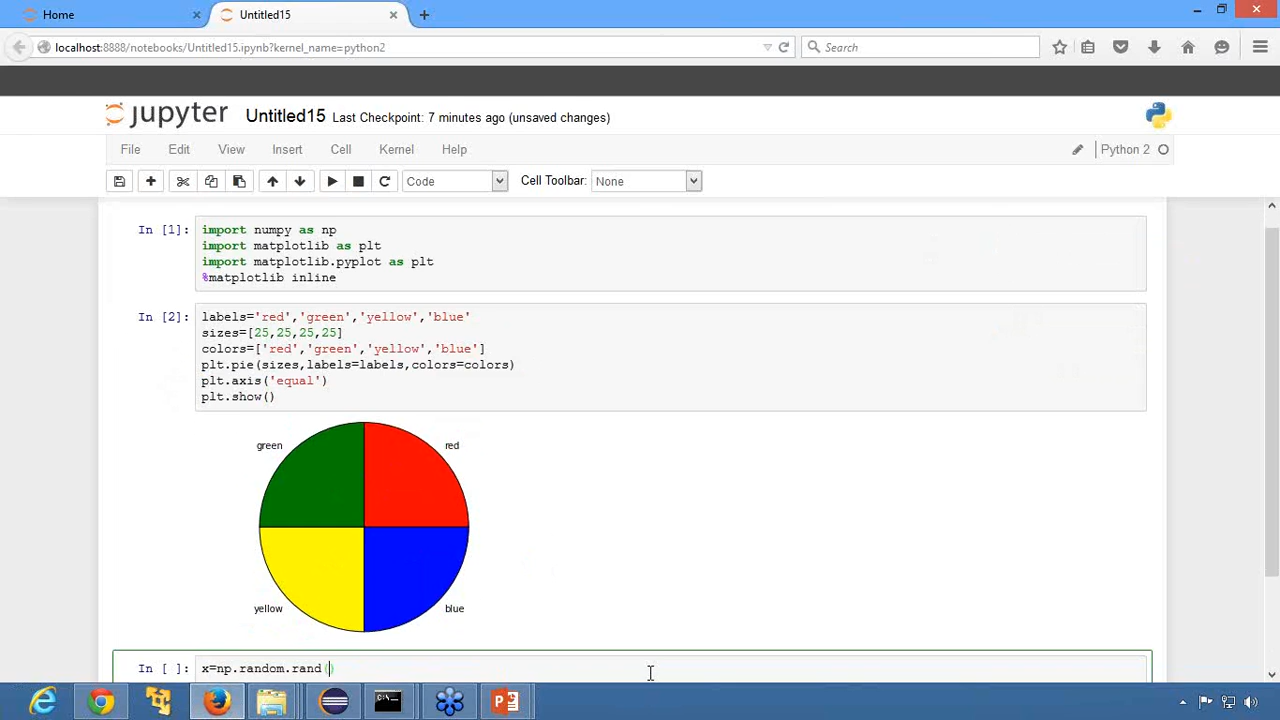 Home
Untitled15
localhost:8888/notebooks/Untitled15.ipynb?kernel_name=python2
Search
jupyter Untitled15 Last Checkpoint: 7 minutes ago (unsaved changes)
File Edit View Insert Cell Kernel Help
Python 2
Code
Cell Toolbar: None
In [1]: import numpy as np
import matplotlib as plt
import matplotlib.pyplot as plt
%matplotlib inline
In [2]: labels='red','green','yellow','blue'
sizes=[25,25,25,25]
colors=['red','green','yellow','blue']
plt.pie(sizes,labels=labels,colors=colors)
plt.axis('equal')
plt.show()
green red
yellow blue
In [ ]: x=np.random.rand()